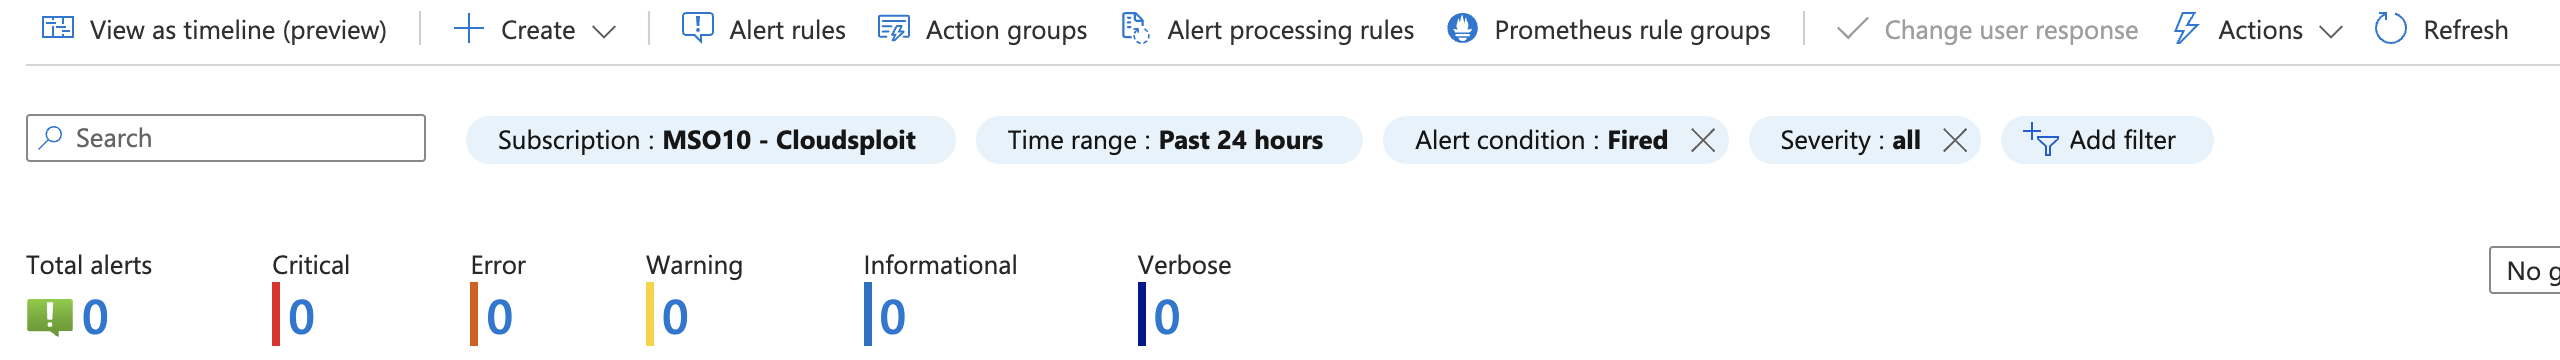 View as timeline (preview) Create Alert rules Action groups Alert processing rules Prometheus rule groups Change user response Actions Refresh
Search Subscription : MSO10 - Cloudsploit Time range : Past 24 hours Alert condition : Fired Severity : all Add filter
Total alerts Critical Error Warning Informational Verbose
0 0 0 0 0 0
No g